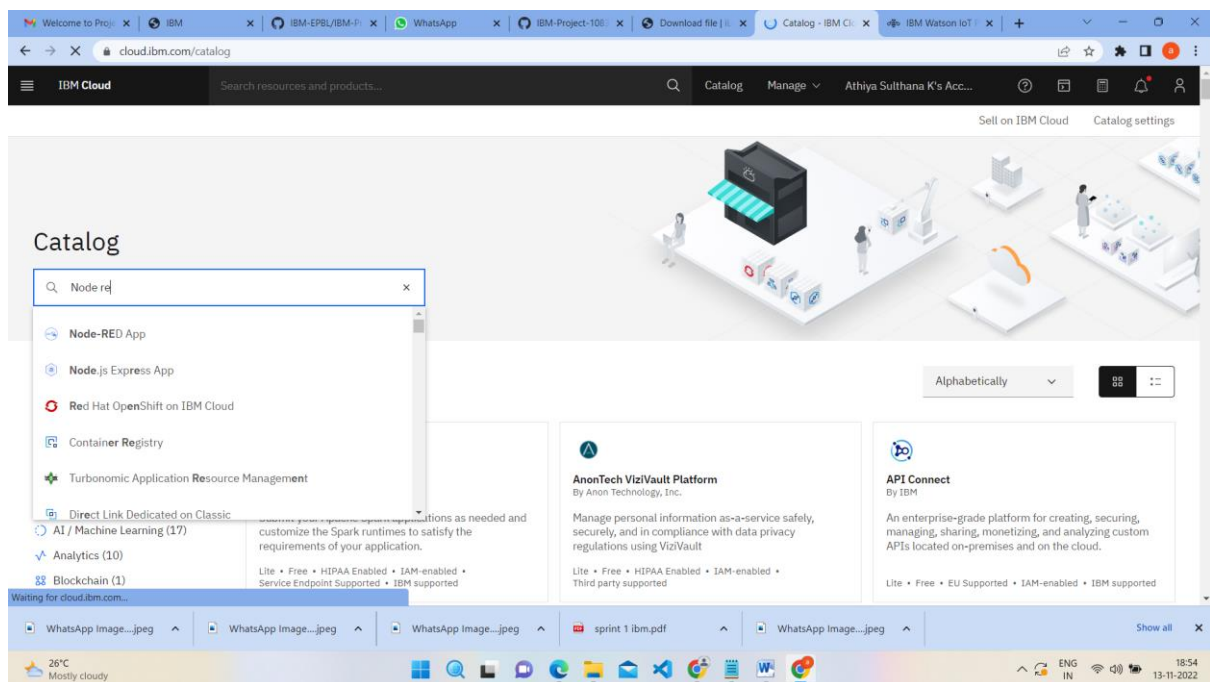 Welcome to Proje
IBM
IBM-EPBL/IBM-Pr
WhatsApp
IBM-Project-1083
Download file | iL
Catalog - IBM Clo
IBM Watson IoT P
cloud.ibm.com/catalog
a
IBM Cloud
Search resources and products...
Catalog
Manage
Athiya Sulthana K's Acc...
Sell on IBM Cloud
Catalog settings
Catalog
Node re
Node-RED App
Node.js Express App
Red Hat OpenShift on IBM Cloud
Container Registry
Turbonomic Application Resource Management
Direct Link Dedicated on Classic
Alphabetically
AI / Machine Learning (17)
Analytics (10)
Blockchain (1)
Submit your Apache Spark applications as needed and
customize the Spark runtimes to satisfy the
requirements of your application.
Lite • Free • HIPAA Enabled • IAM-enabled •
Service Endpoint Supported • IBM supported
AnonTech ViziVault Platform
By Anon Technology, Inc.
Manage personal information as-a-service safely,
securely, and in compliance with data privacy
regulations using ViziVault
Lite • Free • HIPAA Enabled • IAM-enabled •
Third party supported
API Connect
By IBM
An enterprise-grade platform for creating, securing,
managing, sharing, monetizing, and analyzing custom
APIs located on-premises and on the cloud.
Lite • Free • EU Supported • IAM-enabled • IBM supported
Waiting for cloud.ibm.com...
WhatsApp Image....jpeg
WhatsApp Image....jpeg
WhatsApp Image....jpeg
sprint 1 ibm.pdf
WhatsApp Image....jpeg
Show all
26°C
Mostly cloudy
ENG
IN
18:54
13-11-2022